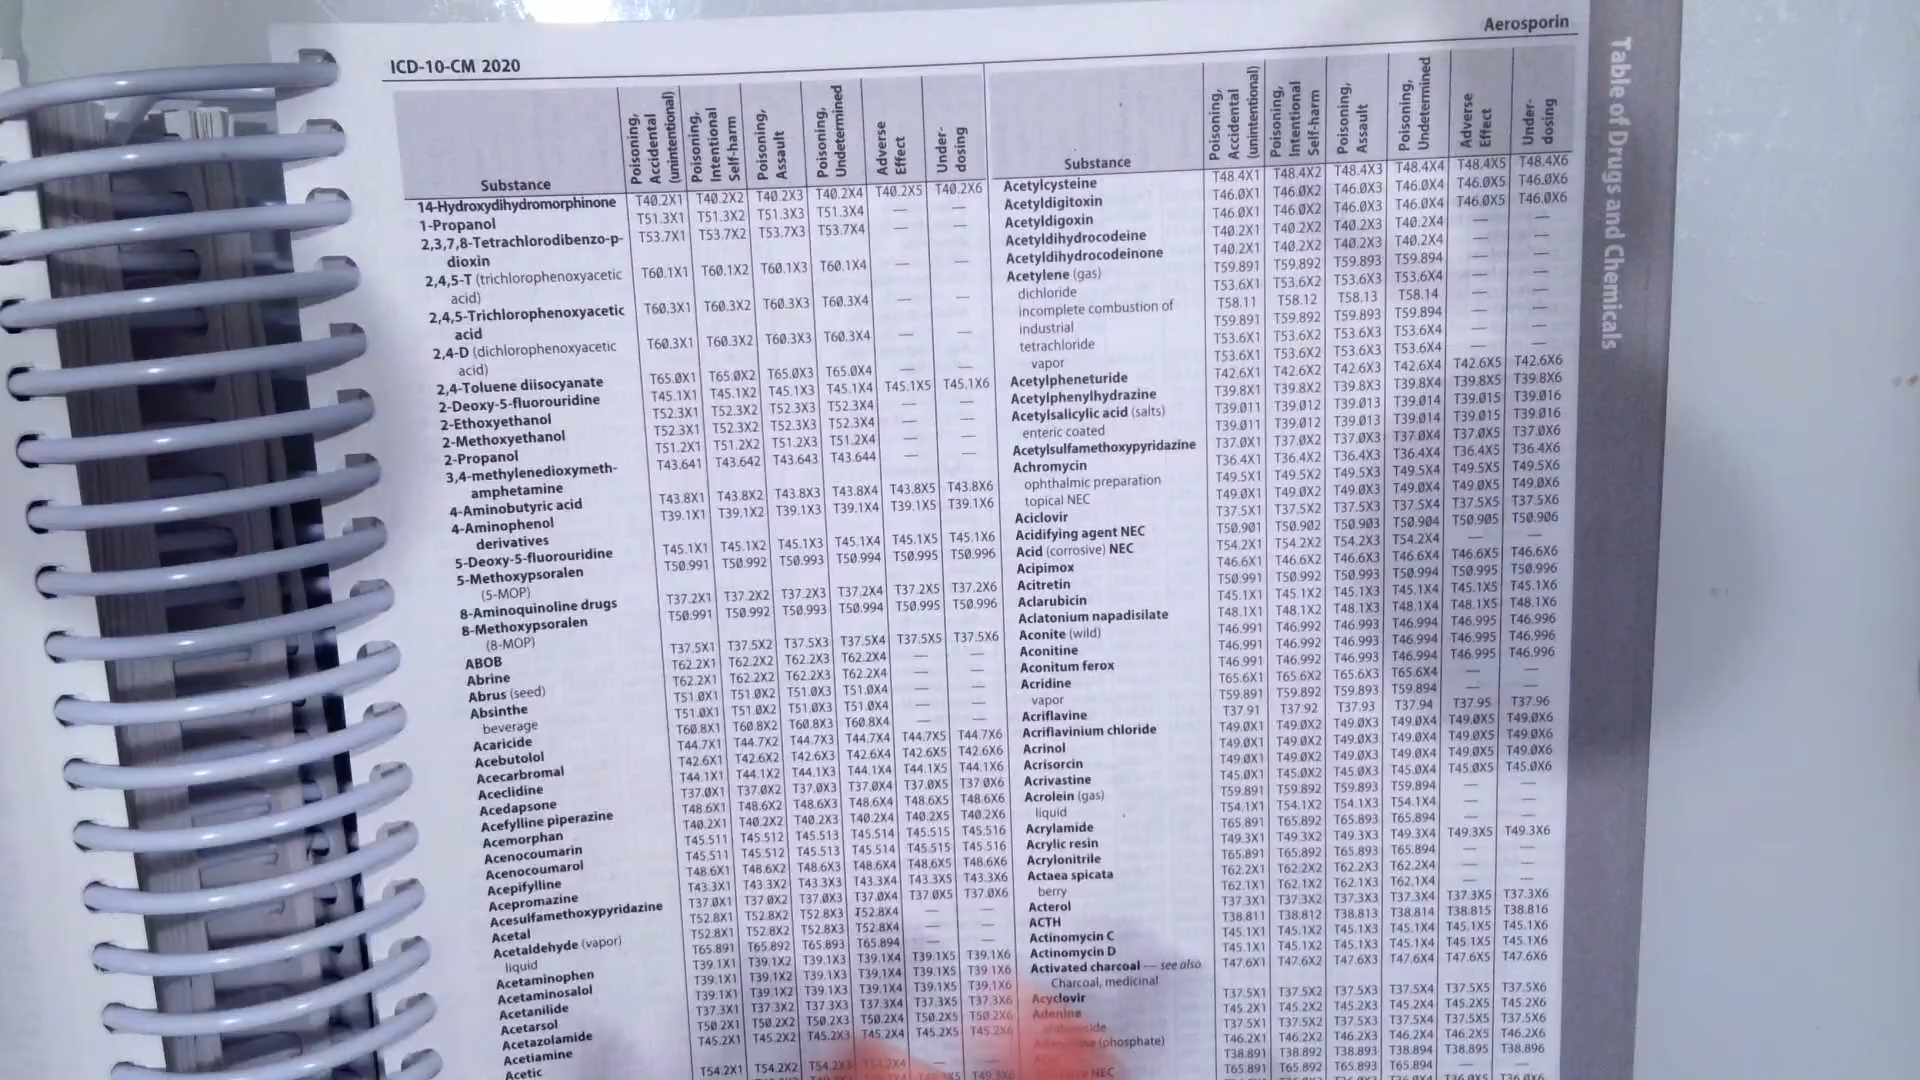 Aerosporin
ICD-10-CM 2020
Table of Drugs and Chemicals
Substance
Poisoning, Accidental (unintentional)
Poisoning, Intentional Self-harm
Poisoning, Assault
Poisoning, Undetermined
Adverse Effect
Under-dosing
14-Hydroxydihydromorphinone T40.2X1 T40.2X2 T40.2X3 T40.2X4 T40.2X5 T40.2X6
1-Propanol T51.3X1 T51.3X2 T51.3X3 T51.3X4 — —
2,3,7,8-Tetrachlorodibenzo-p-
dioxin T53.7X1 T53.7X2 T53.7X3 T53.7X4 — —
2,4,5-T (trichlorophenoxyacetic
acid) T60.1X1 T60.1X2 T60.1X3 T60.1X4 — —
2,4,5-Trichlorophenoxyacetic
acid T60.3X1 T60.3X2 T60.3X3 T60.3X4 — —
2,4-D (dichlorophenoxyacetic
acid) T60.3X1 T60.3X2 T60.3X3 T60.3X4 — —
2,4-Toluene diisocyanate T65.0X1 T65.0X2 T65.0X3 T65.0X4 — —
2-Deoxy-5-fluorouridine T45.1X1 T45.1X2 T45.1X3 T45.1X4 T45.1X5 T45.1X6
2-Ethoxyethanol T52.3X1 T52.3X2 T52.3X3 T52.3X4 — —
2-Methoxyethanol T52.3X1 T52.3X2 T52.3X3 T52.3X4 — —
2-Propanol T51.2X1 T51.2X2 T51.2X3 T51.2X4 — —
3,4-methylenedioxymeth-
amphetamine T43.641 T43.642 T43.643 T43.644 — —
4-Aminobutyric acid T43.8X1 T43.8X2 T43.8X3 T43.8X4 T43.8X5 T43.8X6
4-Aminophenol
derivatives T39.1X1 T39.1X2 T39.1X3 T39.1X4 T39.1X5 T39.1X6
5-Deoxy-5-fluorouridine T45.1X1 T45.1X2 T45.1X3 T45.1X4 T45.1X5 T45.1X6
5-Methoxypsoralen
(5-MOP) T50.991 T50.992 T50.993 T50.994 T50.995 T50.996
8-Aminoquinoline drugs T37.2X1 T37.2X2 T37.2X3 T37.2X4 T37.2X5 T37.2X6
8-Methoxypsoralen
(8-MOP) T50.991 T50.992 T50.993 T50.994 T50.995 T50.996
ABOB T37.5X1 T37.5X2 T37.5X3 T37.5X4 T37.5X5 T37.5X6
Abrine T62.2X1 T62.2X2 T62.2X3 T62.2X4 — —
Abrus (seed) T62.2X1 T62.2X2 T62.2X3 T62.2X4 — —
Absinthe T51.0X1 T51.0X2 T51.0X3 T51.0X4 — —
beverage T51.0X1 T51.0X2 T51.0X3 T51.0X4 — —
Acaricide T60.8X1 T60.8X2 T60.8X3 T60.8X4 — —
Acebutolol T44.7X1 T44.7X2 T44.7X3 T44.7X4 T44.7X5 T44.7X6
Acecarbromal T42.6X1 T42.6X2 T42.6X3 T42.6X4 T42.6X5 T42.6X6
Aceclidine T44.1X1 T44.1X2 T44.1X3 T44.1X4 T44.1X5 T44.1X6
Acedapsone T37.0X1 T37.0X2 T37.0X3 T37.0X4 T37.0X5 T37.0X6
Acefylline piperazine T48.6X1 T48.6X2 T48.6X3 T48.6X4 T48.6X5 T48.6X6
Acemorphan T40.2X1 T40.2X2 T40.2X3 T40.2X4 T40.2X5 T40.2X6
Acenocoumarin T45.511 T45.512 T45.513 T45.514 T45.515 T45.516
Acenocoumarol T45.511 T45.512 T45.513 T45.514 T45.515 T45.516
Acepifylline T48.6X1 T48.6X2 T48.6X3 T48.6X4 T48.6X5 T48.6X6
Acepromazine T43.3X1 T43.3X2 T43.3X3 T43.3X4 T43.3X5 T43.3X6
Acesulfamethoxypyridazine T37.0X1 T37.0X2 T37.0X3 T37.0X4 T37.0X5 T37.0X6
Acetal T52.8X1 T52.8X2 T52.8X3 T52.8X4 — —
Acetaldehyde (vapor) T52.8X1 T52.8X2 T52.8X3 T52.8X4 — —
liquid T65.891 T65.892 T65.893 T65.894 — —
Acetaminophen T39.1X1 T39.1X2 T39.1X3 T39.1X4 T39.1X5 T39.1X6
Acetaminosalol T39.1X1 T39.1X2 T39.1X3 T39.1X4 T39.1X5 T39.1X6
Acetanilide T39.1X1 T39.1X2 T39.1X3 T39.1X4 T39.1X5 T39.1X6
Acetarsol T37.3X1 T37.3X2 T37.3X3 T37.3X4 T37.3X5 T37.3X6
Acetazolamide T50.2X1 T50.2X2 T50.2X3 T50.2X4 T50.2X5 T50.2X6
Acetiamine T45.2X1 T45.2X2 T45.2X3 T45.2X4 T45.2X5 T45.2X6
Acetic
T54.2X1 T54.2X2
Substance
Poisoning, Accidental (unintentional)
Poisoning, Intentional Self-harm
Poisoning, Assault
Poisoning, Undetermined
Adverse Effect
Under-dosing
Acetylcysteine T48.4X1 T48.4X2 T48.4X3 T48.4X4 T48.4X5 T48.4X6
Acetyldigitoxin T46.0X1 T46.0X2 T46.0X3 T46.0X4 T46.0X5 T46.0X6
Acetyldigoxin T46.0X1 T46.0X2 T46.0X3 T46.0X4 T46.0X5 T46.0X6
Acetyldihydrocodeine T40.2X1 T40.2X2 T40.2X3 T40.2X4 — —
Acetyldihydrocodeinone T40.2X1 T40.2X2 T40.2X3 T40.2X4 — —
Acetylene (gas) T59.891 T59.892 T59.893 T59.894 — —
dichloride T53.6X1 T53.6X2 T53.6X3 T53.6X4 — —
incomplete combustion of T58.11 T58.12 T58.13 T58.14 — —
industrial T59.891 T59.892 T59.893 T59.894 — —
tetrachloride T53.6X1 T53.6X2 T53.6X3 T53.6X4 — —
vapor T53.6X1 T53.6X2 T53.6X3 T53.6X4 — —
Acetylpheneturide T42.6X1 T42.6X2 T42.6X3 T42.6X4 T42.6X5 T42.6X6
Acetylphenylhydrazine T39.8X1 T39.8X2 T39.8X3 T39.8X4 T39.8X5 T39.8X6
Acetylsalicylic acid (salts) T39.011 T39.012 T39.013 T39.014 T39.015 T39.016
enteric coated T39.011 T39.012 T39.013 T39.014 T39.015 T39.016
Acetylsulfamethoxypyridazine T37.0X1 T37.0X2 T37.0X3 T37.0X4 T37.0X5 T37.0X6
Achromycin T36.4X1 T36.4X2 T36.4X3 T36.4X4 T36.4X5 T36.4X6
ophthalmic preparation T49.5X1 T49.5X2 T49.5X3 T49.5X4 T49.5X5 T49.5X6
topical NEC T49.0X1 T49.0X2 T49.0X3 T49.0X4 T49.0X5 T49.0X6
Aciclovir T37.5X1 T37.5X2 T37.5X3 T37.5X4 T37.5X5 T37.5X6
Acidifying agent NEC T50.901 T50.902 T50.903 T50.904 T50.905 T50.906
Acid (corrosive) NEC T54.2X1 T54.2X2 T54.2X3 T54.2X4 — —
Acipimox T46.6X1 T46.6X2 T46.6X3 T46.6X4 T46.6X5 T46.6X6
Acitretin T50.991 T50.992 T50.993 T50.994 T50.995 T50.996
Aclarubicin T45.1X1 T45.1X2 T45.1X3 T45.1X4 T45.1X5 T45.1X6
Aclatonium napadisilate T48.1X1 T48.1X2 T48.1X3 T48.1X4 T48.1X5 T48.1X6
Aconite (wild) T46.991 T46.992 T46.993 T46.994 T46.995 T46.996
Aconitine T46.991 T46.992 T46.993 T46.994 T46.995 T46.996
Aconitum ferox T46.991 T46.992 T46.993 T46.994 T46.995 T46.996
Acridine T65.6X1 T65.6X2 T65.6X3 T65.6X4 — —
vapor T59.891 T59.892 T59.893 T59.894 — —
Acriflavine T37.91 T37.92 T37.93 T37.94 T37.95 T37.96
Acriflavinium chloride T49.0X1 T49.0X2 T49.0X3 T49.0X4 T49.0X5 T49.0X6
Acrinol T49.0X1 T49.0X2 T49.0X3 T49.0X4 T49.0X5 T49.0X6
Acrisorcin T49.0X1 T49.0X2 T49.0X3 T49.0X4 T49.0X5 T49.0X6
Acrivastine T45.0X1 T45.0X2 T45.0X3 T45.0X4 T45.0X5 T45.0X6
Acrolein (gas) T59.891 T59.892 T59.893 T59.894 — —
liquid T54.1X1 T54.1X2 T54.1X3 T54.1X4 — —
Acrylamide T65.891 T65.892 T65.893 T65.894 — —
Acrylic resin T49.3X1 T49.3X2 T49.3X3 T49.3X4 T49.3X5 T49.3X6
Acrylonitrile T65.891 T65.892 T65.893 T65.894 — —
Actaea spicata T62.2X1 T62.2X2 T62.2X3 T62.2X4 — —
berry T62.1X1 T62.1X2 T62.1X3 T62.1X4 — —
Acterol T37.3X1 T37.3X2 T37.3X3 T37.3X4 T37.3X5 T37.3X6
ACTH T38.811 T38.812 T38.813 T38.814 T38.815 T38.816
Actinomycin C T45.1X1 T45.1X2 T45.1X3 T45.1X4 T45.1X5 T45.1X6
Actinomycin D T45.1X1 T45.1X2 T45.1X3 T45.1X4 T45.1X5 T45.1X6
Activated charcoal — see also
Charcoal, medicinal T47.6X1 T47.6X2 T47.6X3 T47.6X4 T47.6X5 T47.6X6
Acyclovir T37.5X1 T37.5X2 T37.5X3 T37.5X4 T37.5X5 T37.5X6
Adenine T45.2X1 T45.2X2 T45.2X3 T45.2X4 T45.2X5 T45.2X6
T37.5X1 T37.5X2 T37.5X3 T37.5X4 T37.5X5 T37.5X6
(phosphate) T46.2X1 T46.2X2 T46.2X3 T46.2X4 T46.2X5 T46.2X6
T38.891 T38.892 T38.893 T38.894 T38.895 T38.896
NEC T65.891 T65.892 T65.893 T65.894 — —